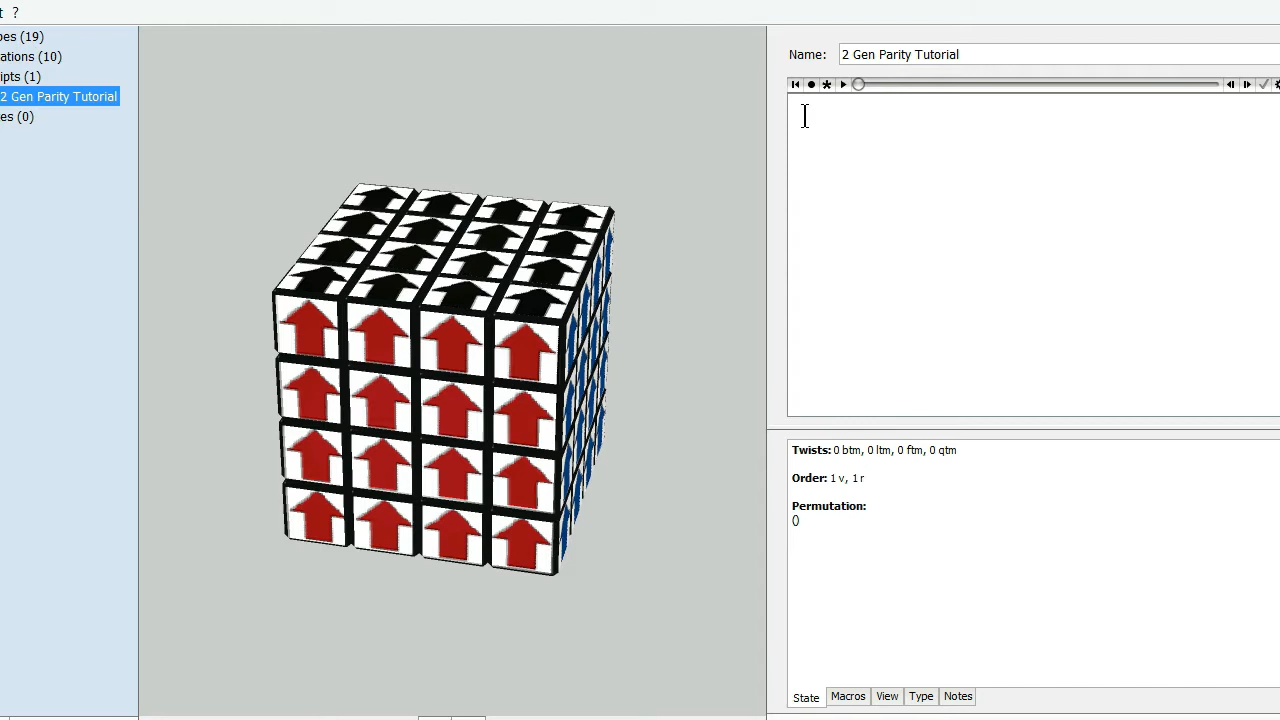 t ?
pes (19)
ations (10)
ipts (1)
2 Gen Parity Tutorial
es (0)
Name: 2 Gen Parity Tutorial
Twists: 0 btm, 0 ltm, 0 ftm, 0 qtm
Order: 1 v, 1 r
Permutation:
()
State Macros View Type Notes